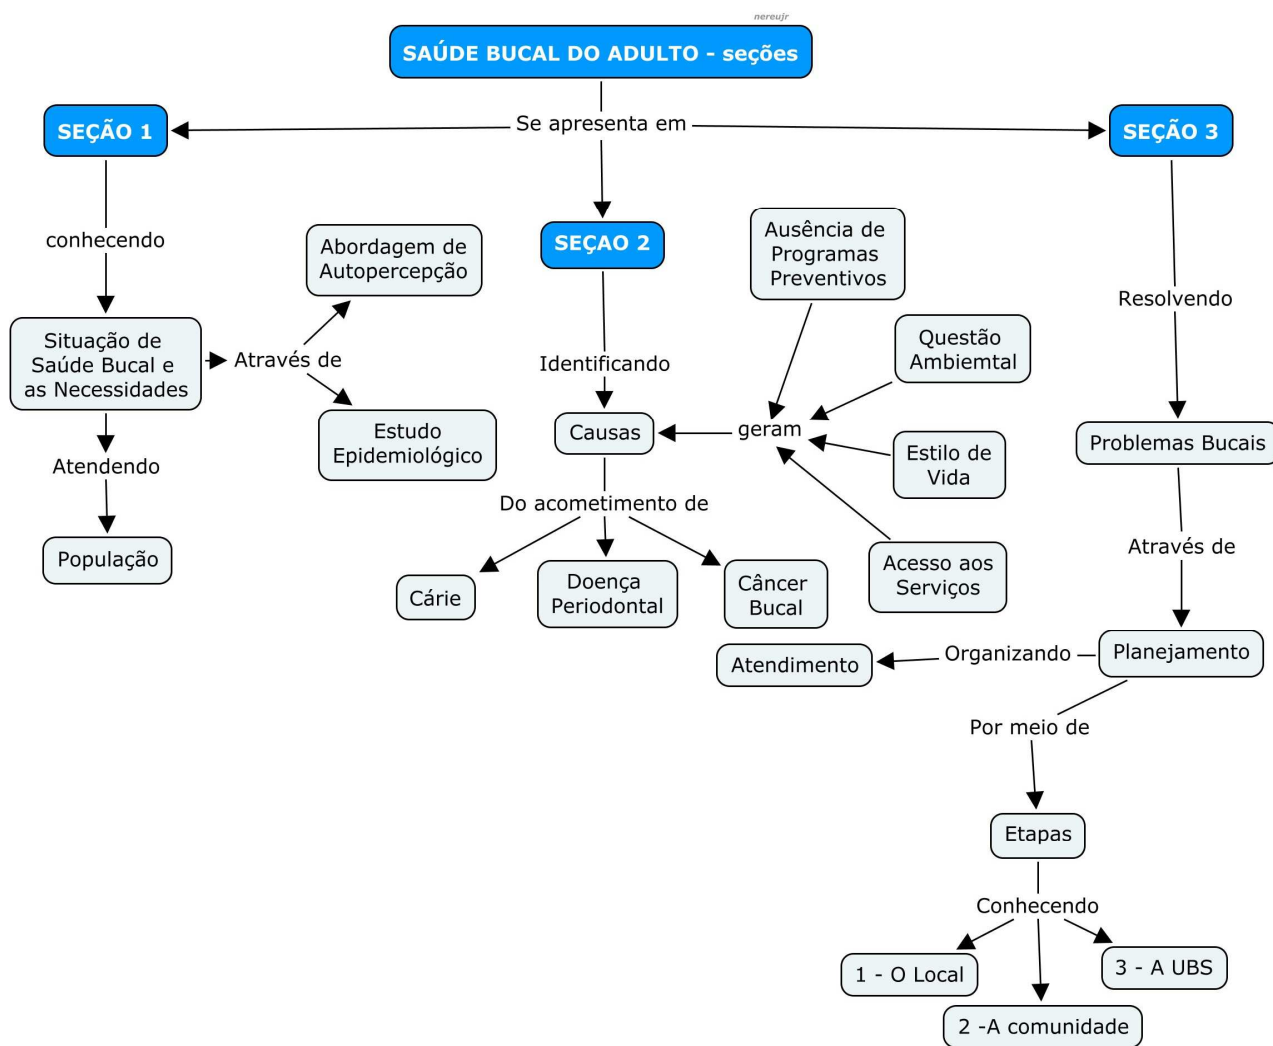 nereujr
SAÚDE BUCAL DO ADULTO - seções
Se apresenta em
SEÇÃO 1
conhecendo
Situação de
Saúde Bucal e
as Necessidades
Através de
Abordagem de
Autopercepção
Estudo
Epidemiológico
Atendendo
População
SEÇAO 2
Identificando
Causas
geram
Ausência de
Programas
Preventivos
Questão
Ambiemtal
Estilo de
Vida
Acesso aos
Serviços
Do acometimento de
Cárie
Doença
Periodontal
Câncer
Bucal
SEÇÃO 3
Resolvendo
Problemas Bucais
Através de
Planejamento
Organizando
Atendimento
Por meio de
Etapas
Conhecendo
1 - O Local
2 -A comunidade
3 - A UBS